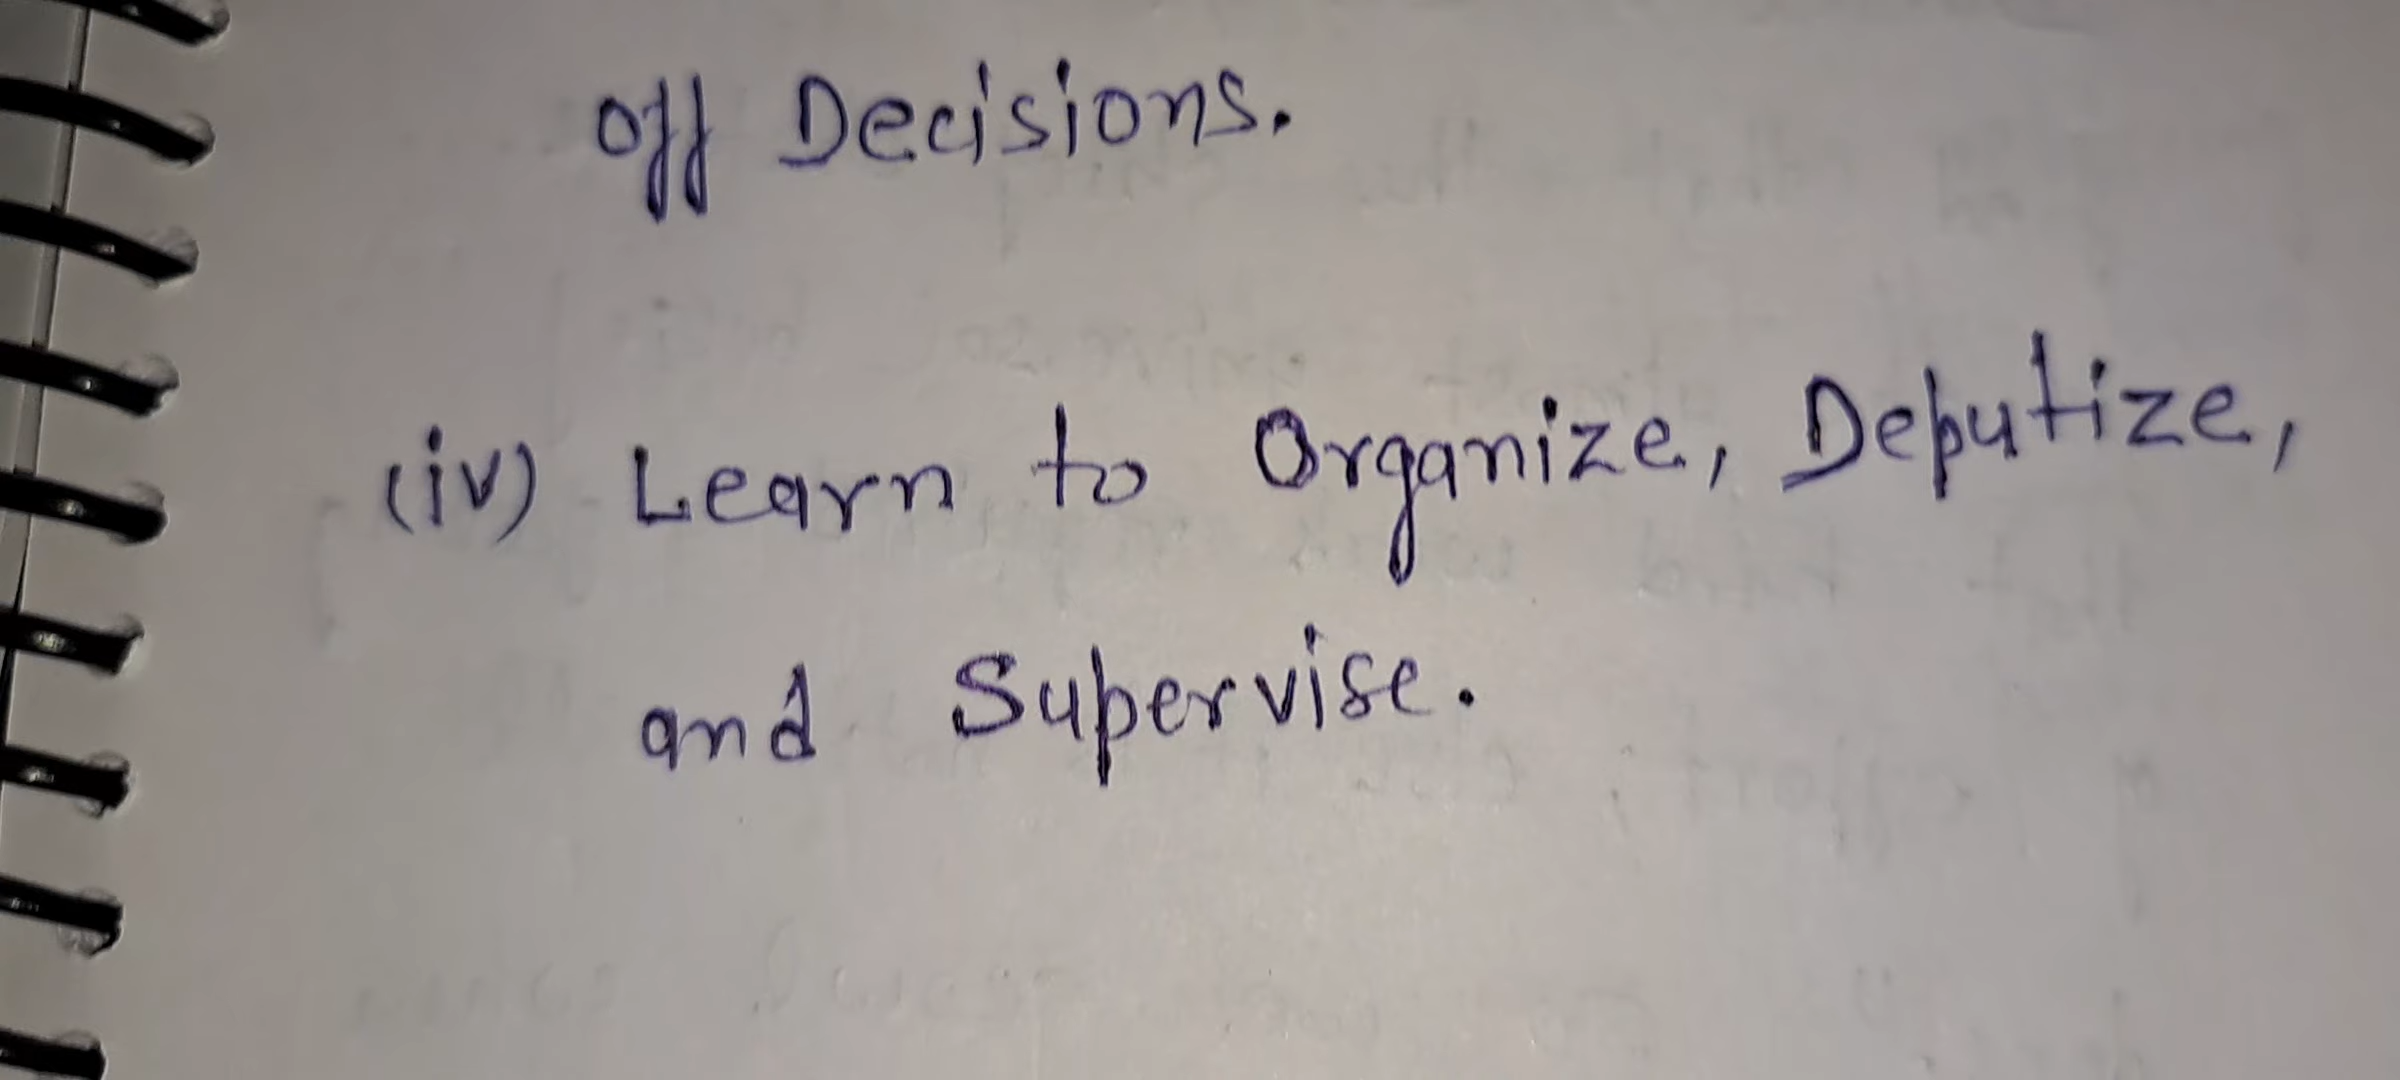 off Decisions.
(iv) Learn to Organize, Deputize,
and Supervise.